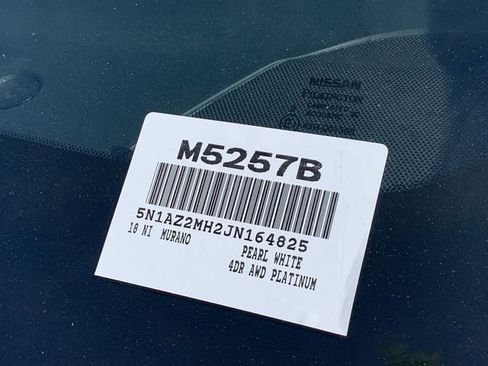 NISSAN
M5257B
5N1AZ2MH2JN164825
18 NI MURANO
PEARL WHITE
4DR AWD PLATINUM